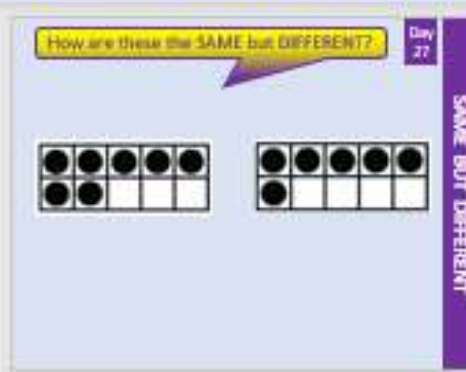 How are these the SAME but DIFFERENT?
Day
27
SAME BUT DIFFERENT